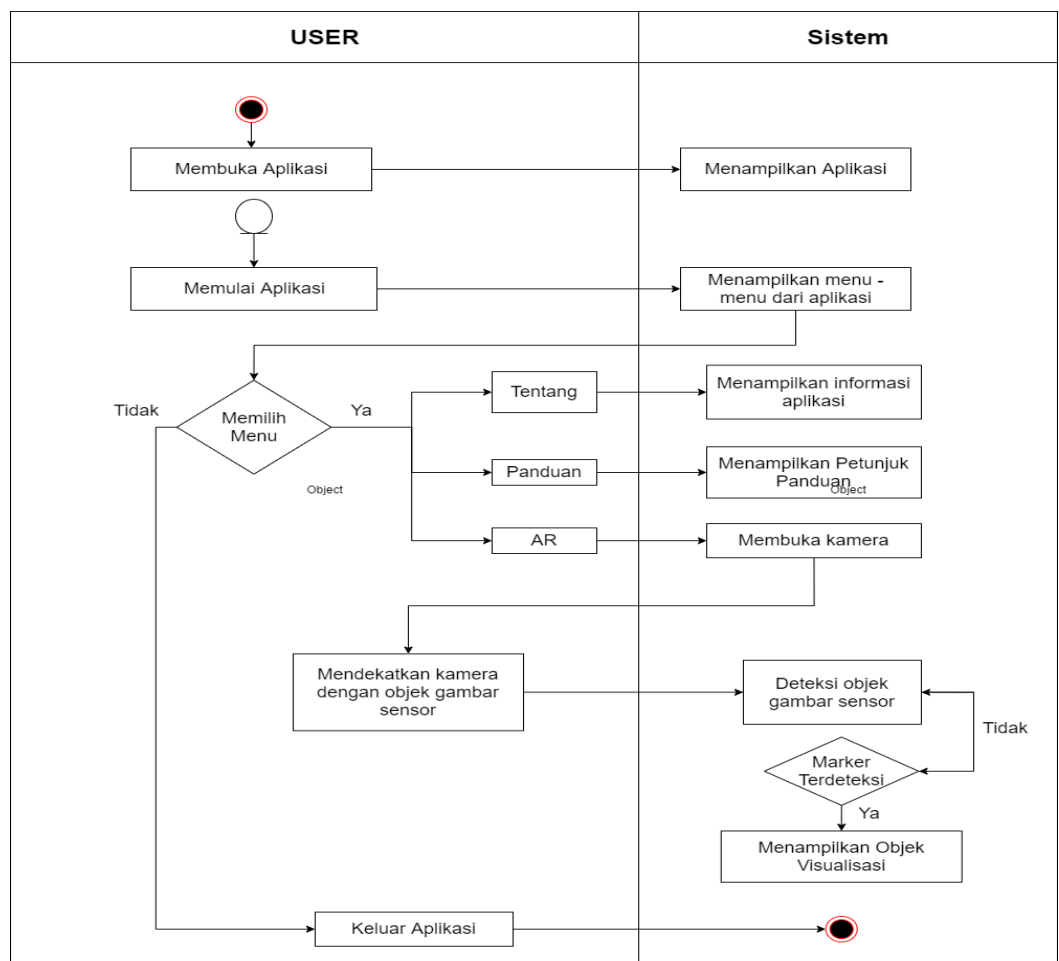 USER
Sistem
Membuka Aplikasi
Menampilkan Aplikasi
Memulai Aplikasi
Menampilkan menu -
menu dari aplikasi
Tidak
Memilih
Menu
Ya
Tentang
Menampilkan informasi
aplikasi
Object
Panduan
Menampilkan Petunjuk
Panduan
Object
AR
Membuka kamera
Mendekatkan kamera
dengan objek gambar
sensor
Deteksi objek
gambar sensor
Tidak
Marker
Terdeteksi
Ya
Menampilkan Objek
Visualisasi
Keluar Aplikasi